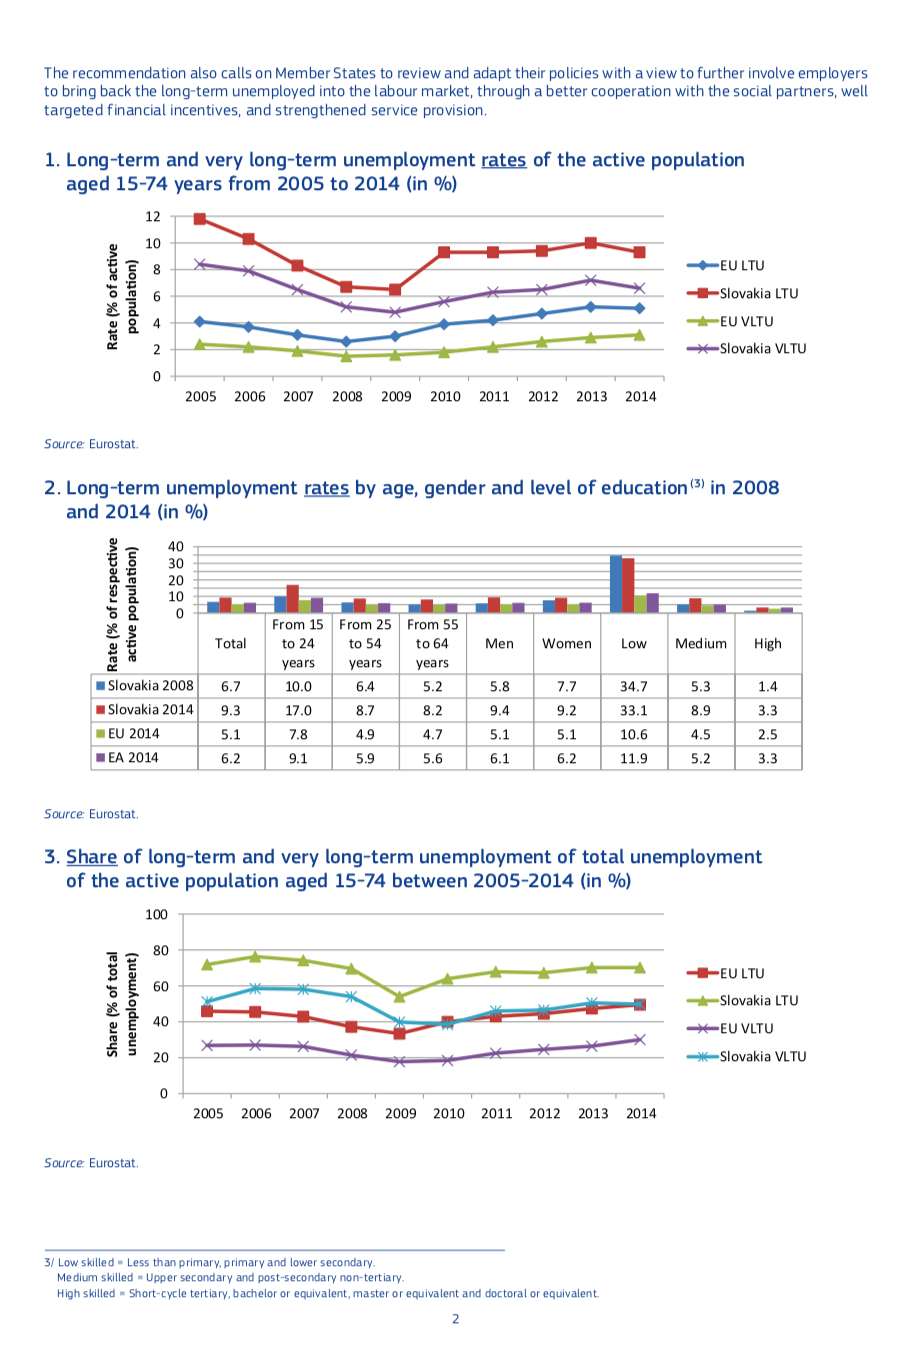 The recommendation also calls on Member States to review and adapt their policies with a view to further involve employers
to bring back the long-term unemployed into the labour market, through a better cooperation with the social partners, well
targeted financial incentives, and strengthened service provision.
1. Long-term and very long-term unemployment rates of the active population
aged 15-74 years from 2005 to 2014 (in %)
Rate (% of active
population)
12
10
8
6
4
2
0
2005 2006 2007 2008 2009 2010 2011 2012 2013 2014
EU LTU
Slovakia LTU
EU VLTU
Slovakia VLTU
Source: Eurostat.
2. Long-term unemployment rates by age, gender and level of education (3) in 2008
and 2014 (in %)
Rate (% of respective
active population)
40
30
20
10
0
Total
From 15
to 24
years
From 25
to 54
years
From 55
to 64
years
Men
Women
Low
Medium
High
Slovakia 2008 6.7 10.0 6.4 5.2 5.8 7.7 34.7 5.3 1.4
Slovakia 2014 9.3 17.0 8.7 8.2 9.4 9.2 33.1 8.9 3.3
EU 2014 5.1 7.8 4.9 4.7 5.1 5.1 10.6 4.5 2.5
EA 2014 6.2 9.1 5.9 5.6 6.1 6.2 11.9 5.2 3.3
Source: Eurostat.
3. Share of long-term and very long-term unemployment of total unemployment
of the active population aged 15-74 between 2005-2014 (in %)
Share (% of total
unemployment)
100
80
60
40
20
0
2005 2006 2007 2008 2009 2010 2011 2012 2013 2014
EU LTU
Slovakia LTU
EU VLTU
Slovakia VLTU
Source: Eurostat.
3/ Low skilled = Less than primary, primary and lower secondary.
Medium skilled = Upper secondary and post-secondary non-tertiary.
High skilled = Short-cycle tertiary, bachelor or equivalent, master or equivalent and doctoral or equivalent.
2